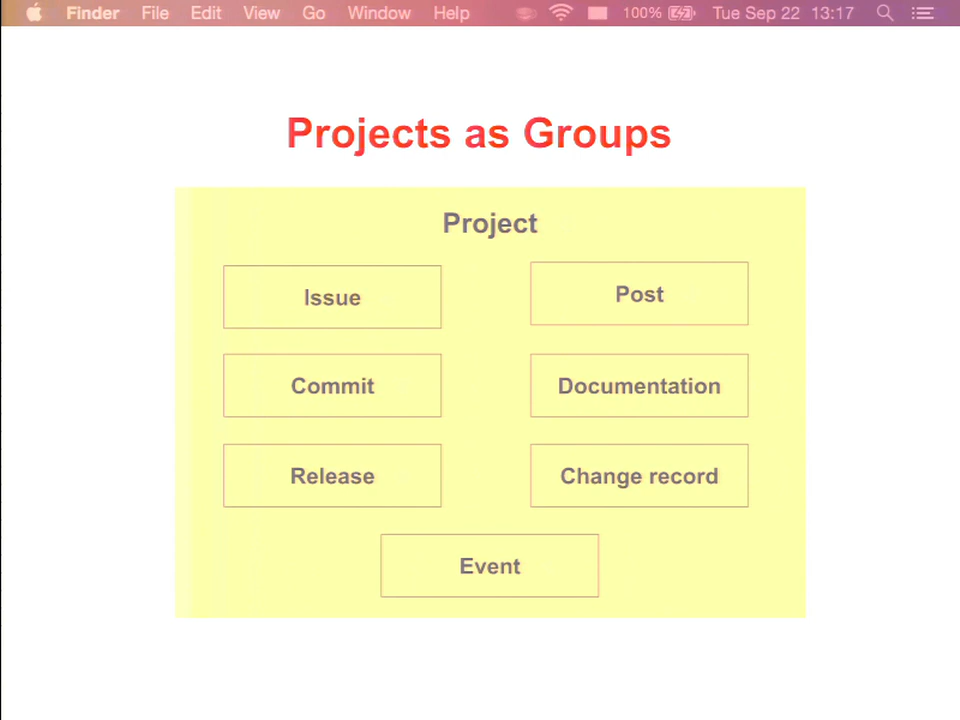 Finder File Edit View Go Window Help 100% Tue Sep 22 13:17
Projects as Groups
Project
Issue
Post
Commit
Documentation
Release
Change record
Event